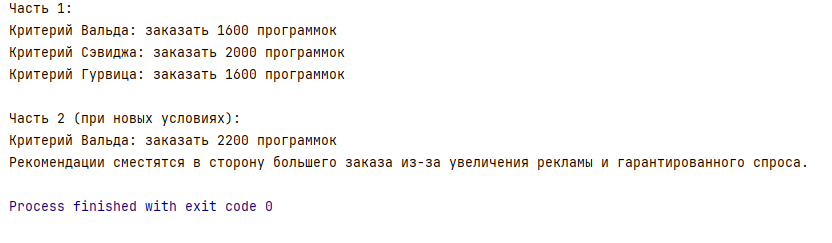 Часть 1:
Критерий Вальда: заказать 1600 программок
Критерий Сэвиджа: заказать 2000 программок
Критерий Гурвица: заказать 1600 программок
Часть 2 (при новых условиях):
Критерий Вальда: заказать 2200 программок
Рекомендации сместятся в сторону большего заказа из-за увеличения рекламы и гарантированного спроса.
Process finished with exit code 0